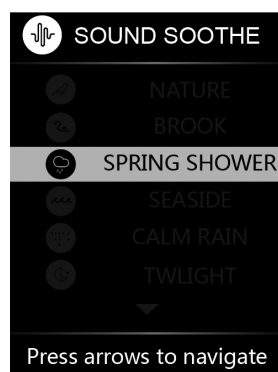 SOUND SOOTHE
NATURE
BROOK
SPRING SHOWER
SEASIDE
CALM RAIN
TWLIGHT
Press arrows to navigate